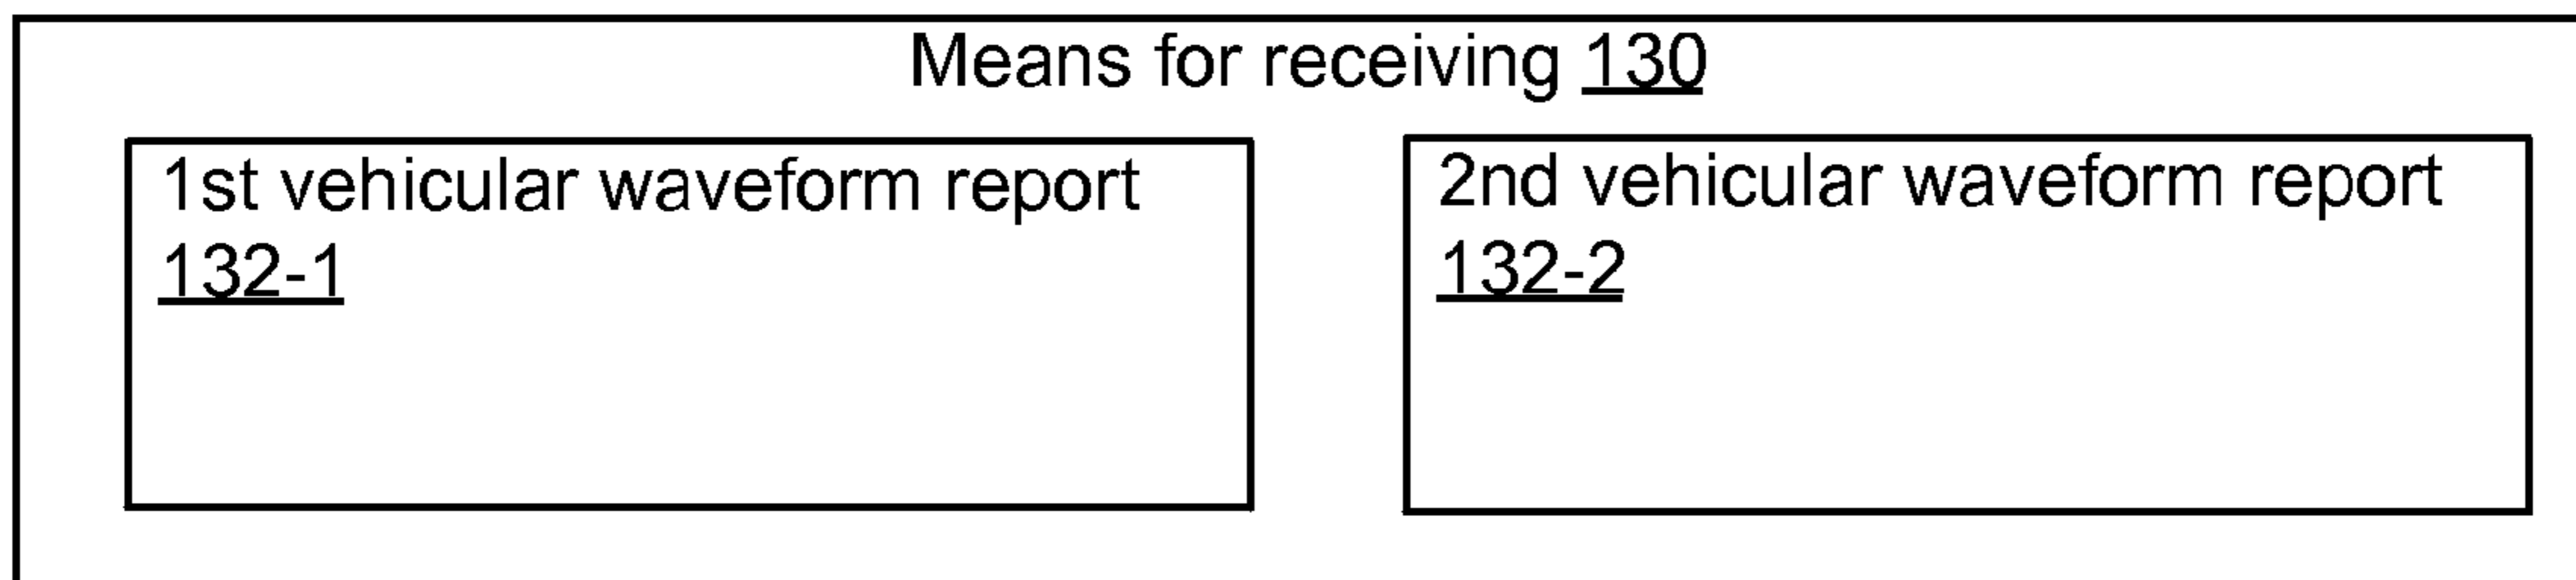 Means for receiving 130
1st vehicular waveform report
132-1
2nd vehicular waveform report
132-2